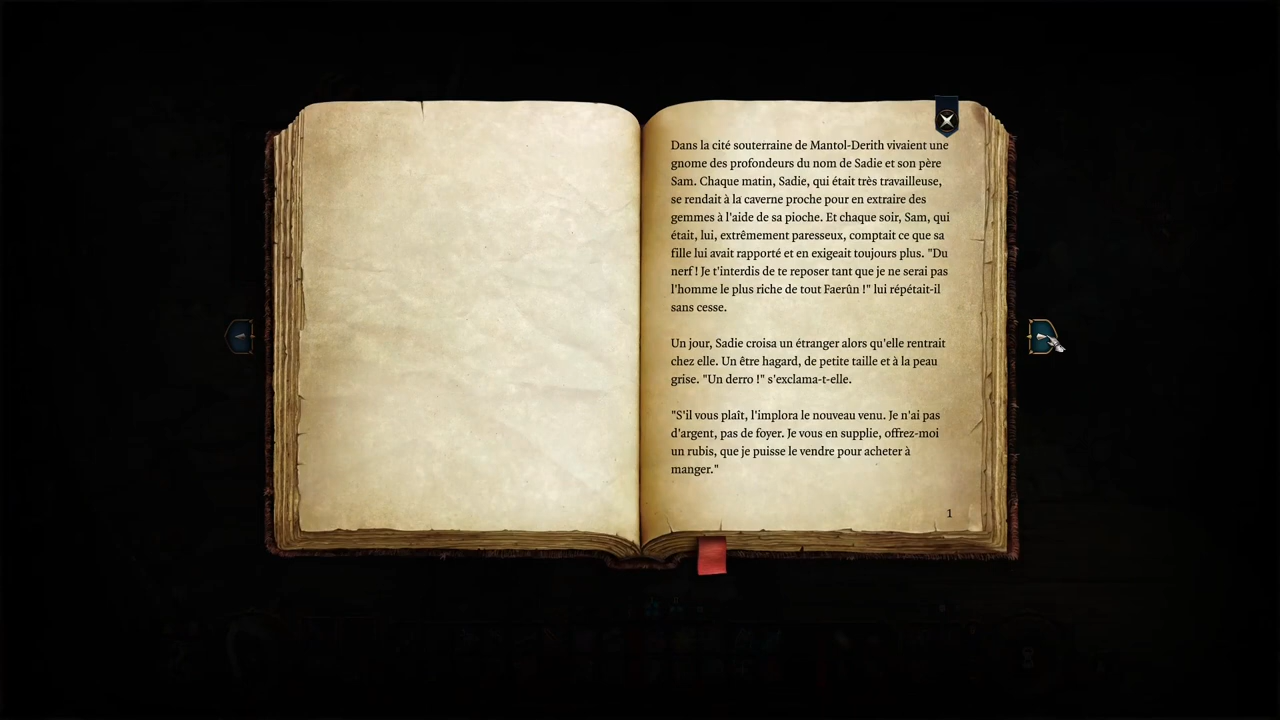 Dans la cité souterraine de Mantol-Derith vivaient une
gnome des profondeurs du nom de Sadie et son père
Sam. Chaque matin, Sadie, qui était très travailleuse,
se rendait à la caverne proche pour en extraire des
gemmes à l'aide de sa pioche. Et chaque soir, Sam, qui
était, lui, extrêmement paresseux, comptait ce que sa
fille lui avait rapporté et en exigeait toujours plus. "Du
nerf ! Je t'interdis de te reposer tant que je ne serai pas
l'homme le plus riche de tout Faerûn !" lui répétait-il
sans cesse.
Un jour, Sadie croisa un étranger alors qu'elle rentrait
chez elle. Un être hagard, de petite taille et à la peau
grise. "Un derro !" s'exclama-t-elle.
"S'il vous plaît, l'implora le nouveau venu. Je n'ai pas
d'argent, pas de foyer. Je vous en supplie, offrez-moi
un rubis, que je puisse le vendre pour acheter à
manger."
1